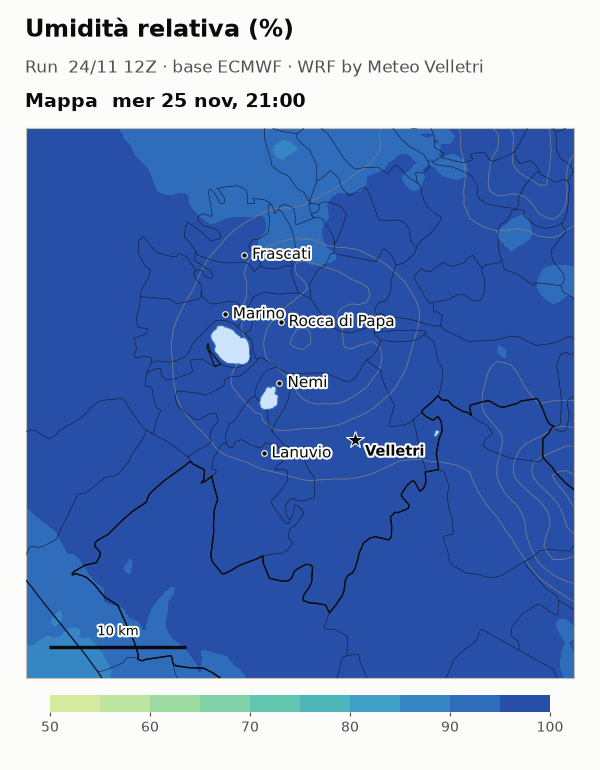 Umidità relativa (%)
Run  24/11 12Z · base ECMWF · WRF by Meteo Velletri
Mappa  mer 25 nov, 21:00
Frascati
Marino
Rocca di Papa
Nemi
Velletri
Lanuvio
10 km
50 60 70 80 90 100